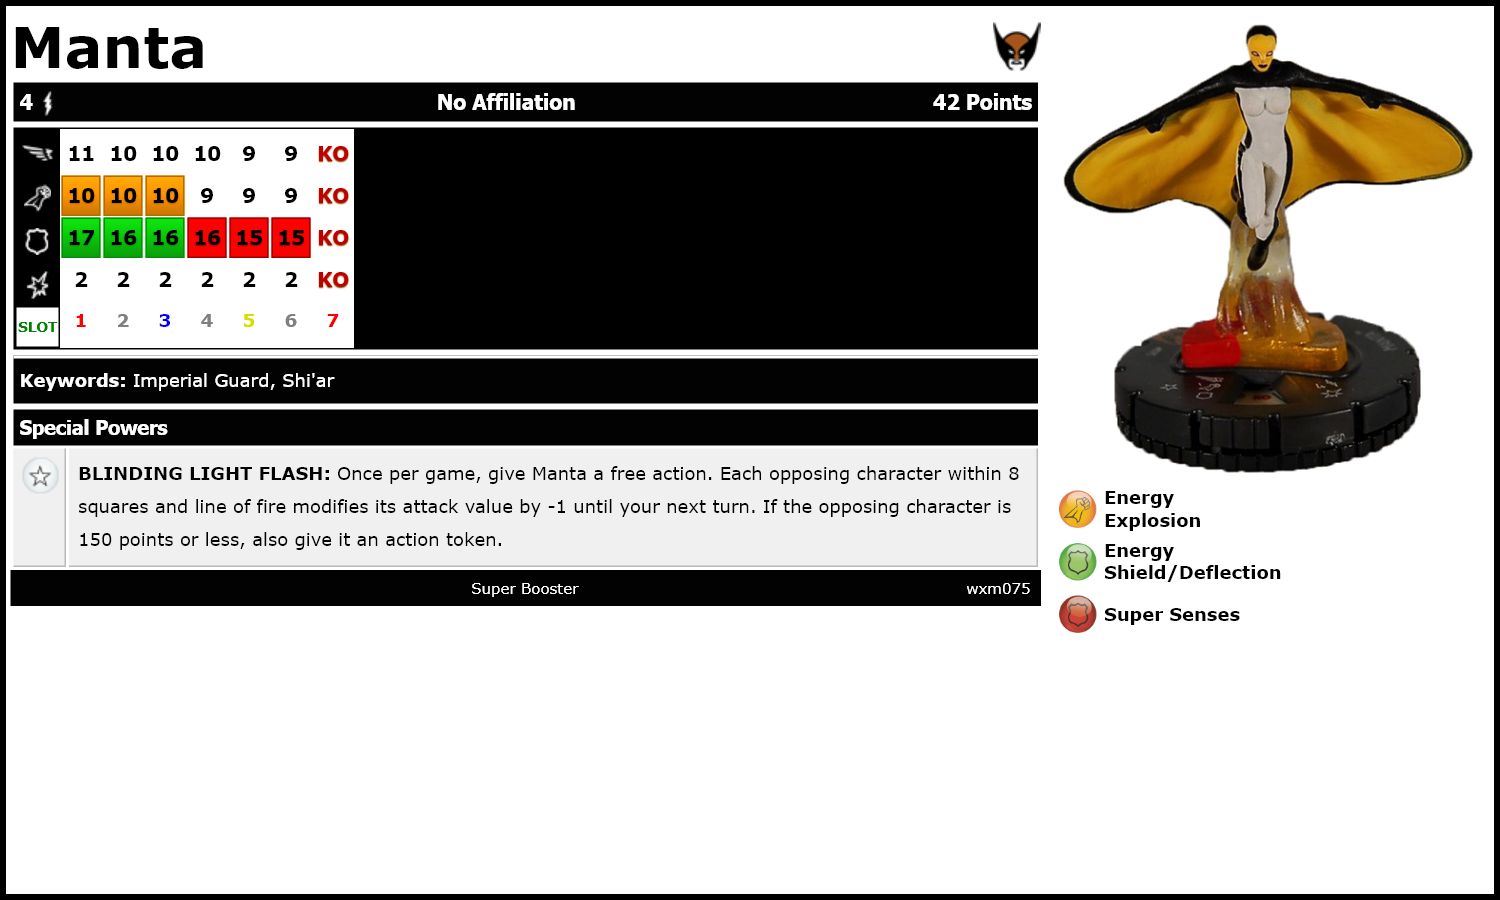 Manta
4 No Affiliation 42 Points
11 10 10 10 9 9 KO
10 10 10 9 9 9 KO
17 16 16 16 15 15 KO
2 2 2 2 2 2 KO
SLOT 1 2 3 4 5 6 7
Keywords: Imperial Guard, Shi'ar
Special Powers
BLINDING LIGHT FLASH: Once per game, give Manta a free action. Each opposing character within 8
squares and line of fire modifies its attack value by -1 until your next turn. If the opposing character is
150 points or less, also give it an action token.
Super Booster wxm075
KO
Energy
Explosion
Energy
Shield/Deflection
Super Senses